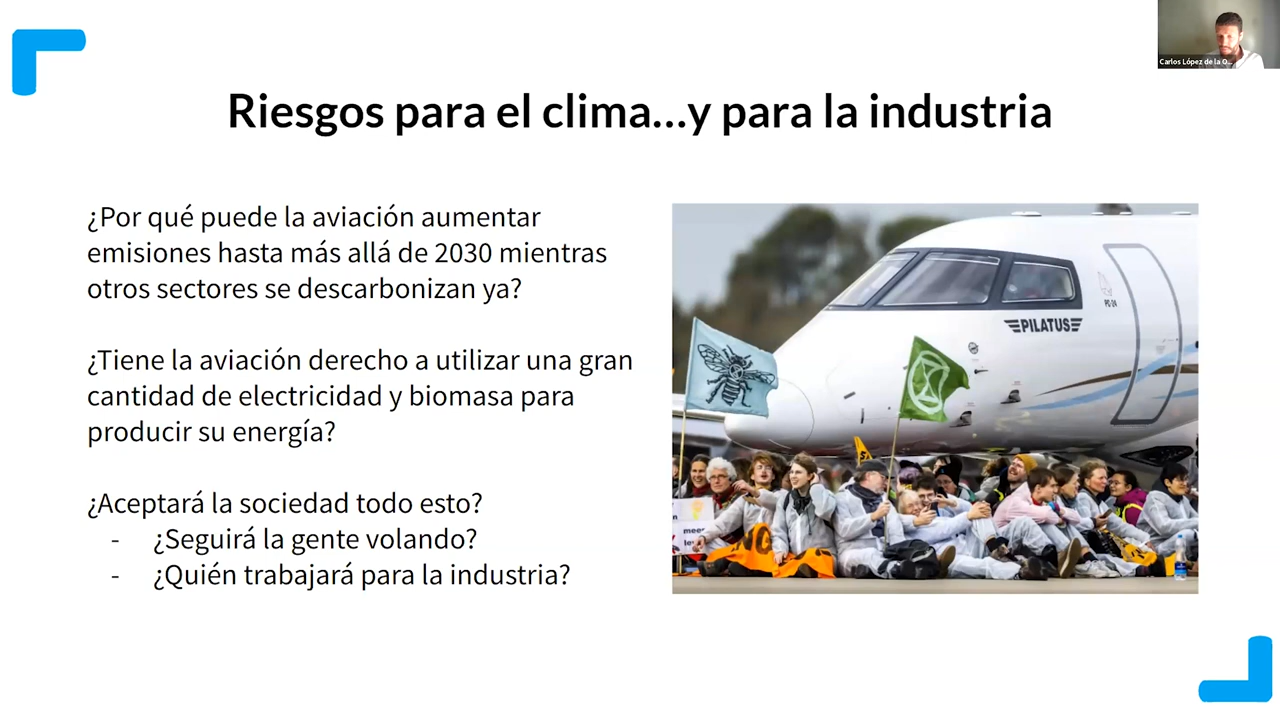 Carlos López de la O...
Riesgos para el clima...y para la industria
¿Por qué puede la aviación aumentar
emisiones hasta más allá de 2030 mientras
otros sectores se descarbonizan ya?
¿Tiene la aviación derecho a utilizar una gran
cantidad de electricidad y biomasa para
producir su energía?
¿Aceptará la sociedad todo esto?
- ¿Seguirá la gente volando?
- ¿Quién trabajará para la industria?
PC-24
PILATUS